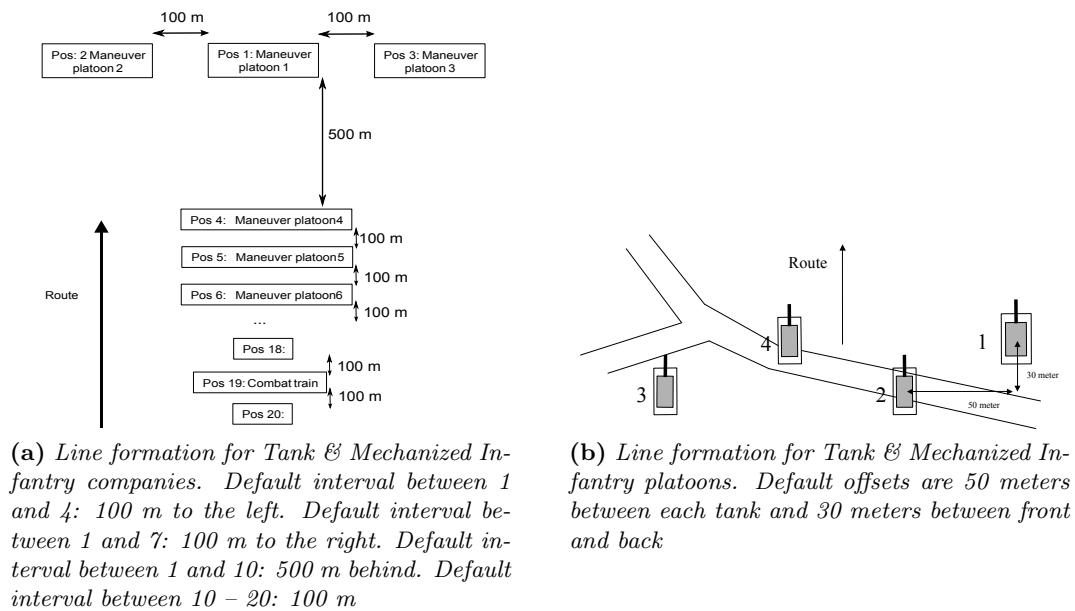 100 m
100 m
Pos: 2 Maneuver
platoon 2
Pos 1: Maneuver
platoon 1
Pos 3: Maneuver
platoon 3
500 m
Pos 4: Maneuver platoon4
100 m
Pos 5: Maneuver platoon5
100 m
Pos 6: Maneuver platoon6
100 m
...
Pos 18:
100 m
Pos 19: Combat train
100 m
Pos 20:
Route
(a) Line formation for Tank & Mechanized In-
fantry companies. Default interval between 1
and 4: 100 m to the left. Default interval be-
tween 1 and 7: 100 m to the right. Default in-
terval between 1 and 10: 500 m behind. Default
interval between 10 – 20: 100 m
Route
1
4
30 meter
3
2
50 meter
(b) Line formation for Tank & Mechanized In-
fantry platoons. Default offsets are 50 meters
between each tank and 30 meters between front
and back